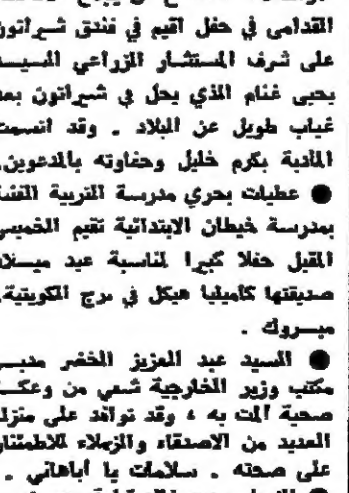 القدامى في حفل اقيم في فندق شيراتون
على شرف المستشار الزراعي السيد
يحيى غنام الذي يحل في شيراتون بعد
غياب طويل عن البلاد . وقد اتسمت
المأدبة بكرم خليل وحفاوته بالمدعوين.
● عطيات بحري مدرسة التربية الفنية
بمدرسة خيطان الابتدائية تقيم الخميس
المقبل حفلا كبيرا لمناسبة عيد ميلاد
صديقتها كاميليا هيكل في برج الكويتية.
مبروك .
● السيد عبد العزيز الخضر مدير
مكتب وزير الخارجية شفي من وعكة
صحية المت به ، وقد توافد على منزله
العديد من الاصدقاء والزملاء للاطمئنان
على صحته . سلامات يا اباهاني .